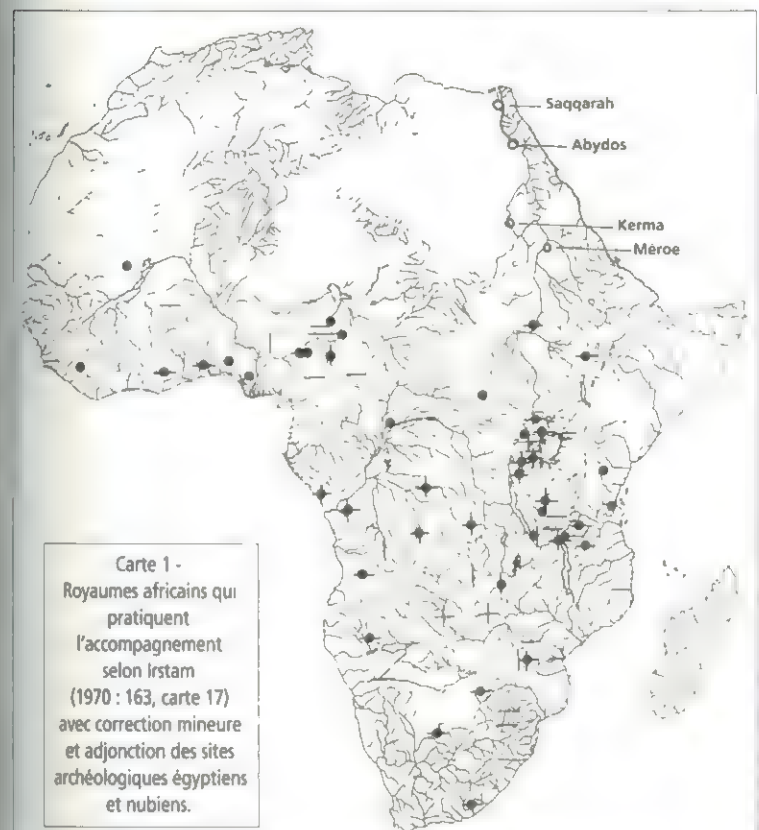 Saqqarah
Abydos
Kerma
Méroe
Carte 1 -
Royaumes africains qui
pratiquent
l'accompagnement
selon Irstam
(1970 : 163, carte 17)
avec correction mineure
et adjonction des sites
archéologiques égyptiens
et nubiens.